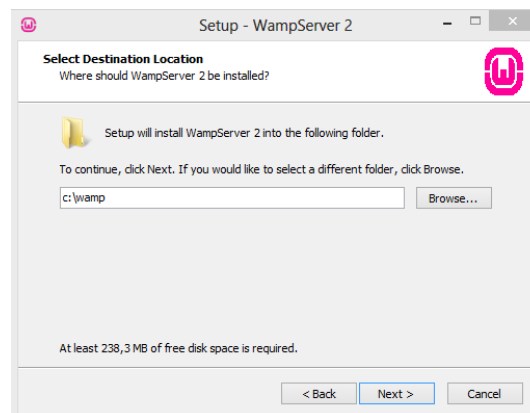 Setup - WampServer 2
Select Destination Location
Where should WampServer 2 be installed?
Setup will install WampServer 2 into the following folder.
To continue, click Next. If you would like to select a different folder, click Browse.
c:\wamp
Browse...
At least 238,3 MB of free disk space is required.
< Back
Next >
Cancel